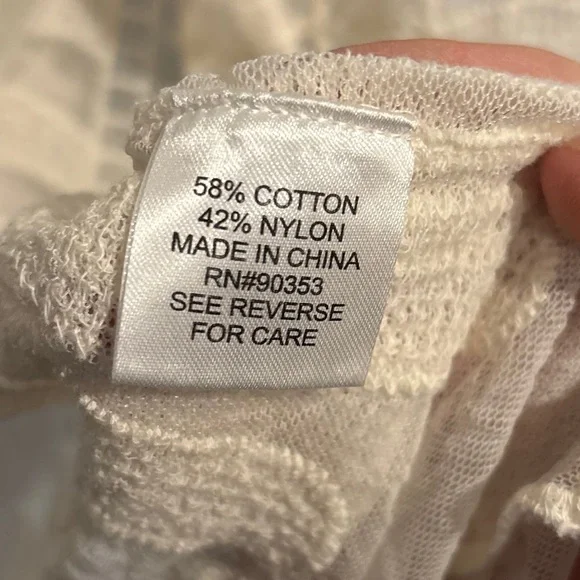 58% COTTON
42% NYLON
MADE IN CHINA
RN#90353
SEE REVERSE
FOR CARE